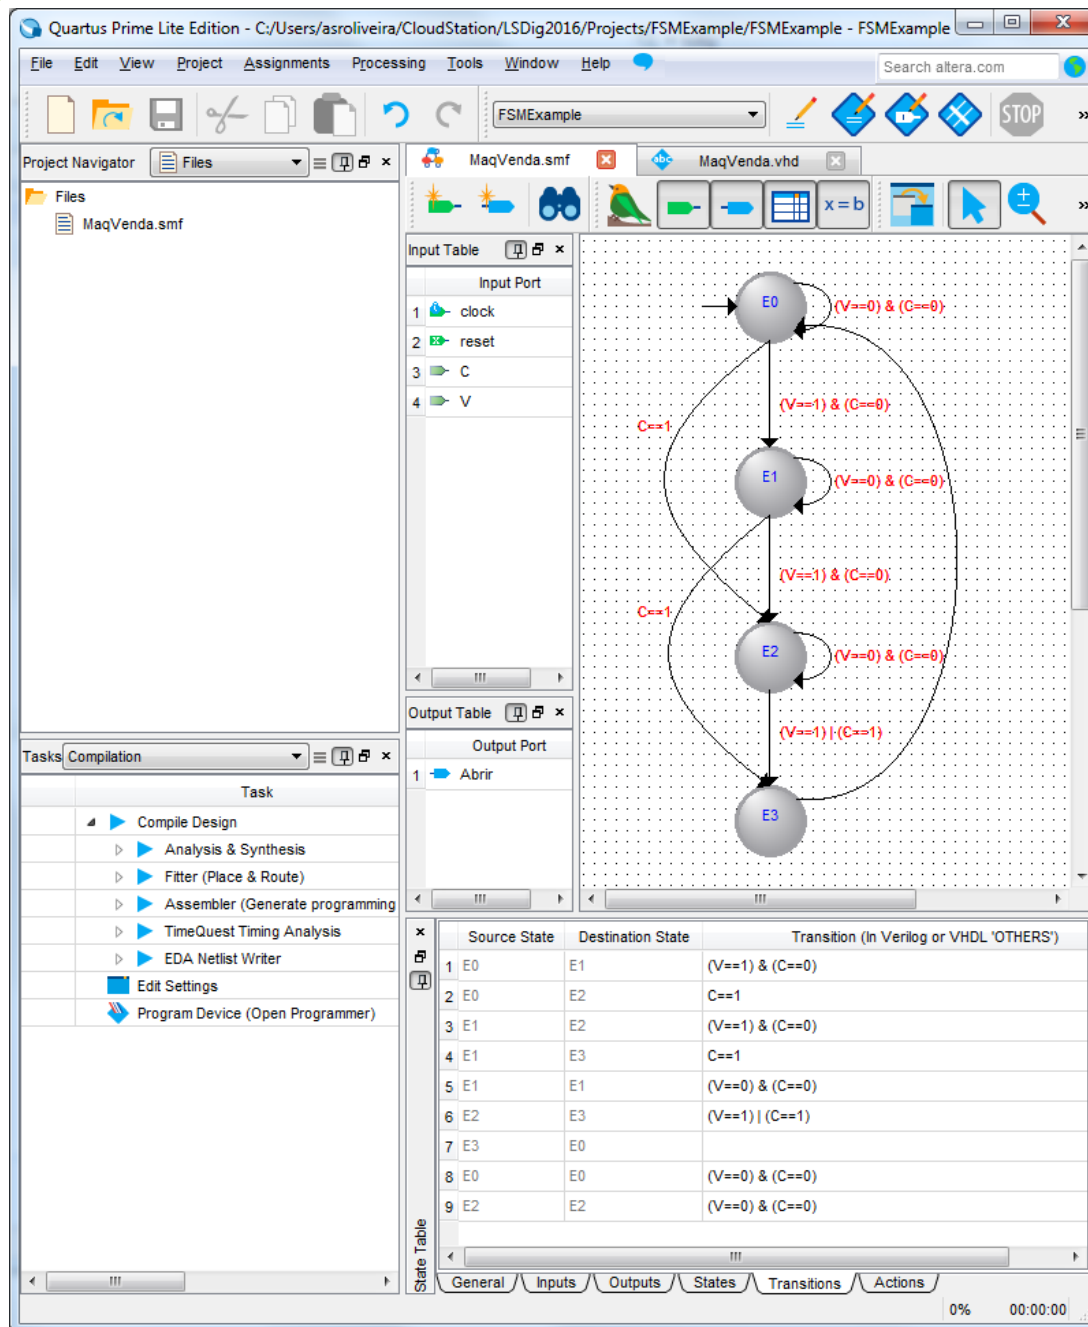 Quartus Prime Lite Edition - C:/Users/asroliveira/CloudStation/LSDig2016/Projects/FSMExample/FSMExample - FSMExample
File Edit View Project Assignments Processing Tools Window Help
Search altera.com
FSMExample
STOP
»
Project Navigator
Files
Files
MaqVenda.smf
MaqVenda.smf
abc
MaqVenda.vhd
x=b
»
Input Table
Input Port
1 clock
2 reset
3 C
4 V
Output Table
Output Port
1 Abrir
E0
(V==0) & (C==0)
(V==1) & (C==0)
C==1
E1
(V==0) & (C==0)
(V==1) & (C==0)
C==1
E2
(V==0) & (C==0)
(V==1) | (C==1)
E3
Tasks Compilation
Task
Compile Design
Analysis & Synthesis
Fitter (Place & Route)
Assembler (Generate programming
TimeQuest Timing Analysis
EDA Netlist Writer
Edit Settings
Program Device (Open Programmer)
State Table
Source State Destination State Transition (In Verilog or VHDL 'OTHERS')
1 E0 E1 (V==1) & (C==0)
2 E0 E2 C==1
3 E1 E2 (V==1) & (C==0)
4 E1 E3 C==1
5 E1 E1 (V==0) & (C==0)
6 E2 E3 (V==1) | (C==1)
7 E3 E0
8 E0 E0 (V==0) & (C==0)
9 E2 E2 (V==0) & (C==0)
General Inputs Outputs States Transitions Actions
0% 00:00:00